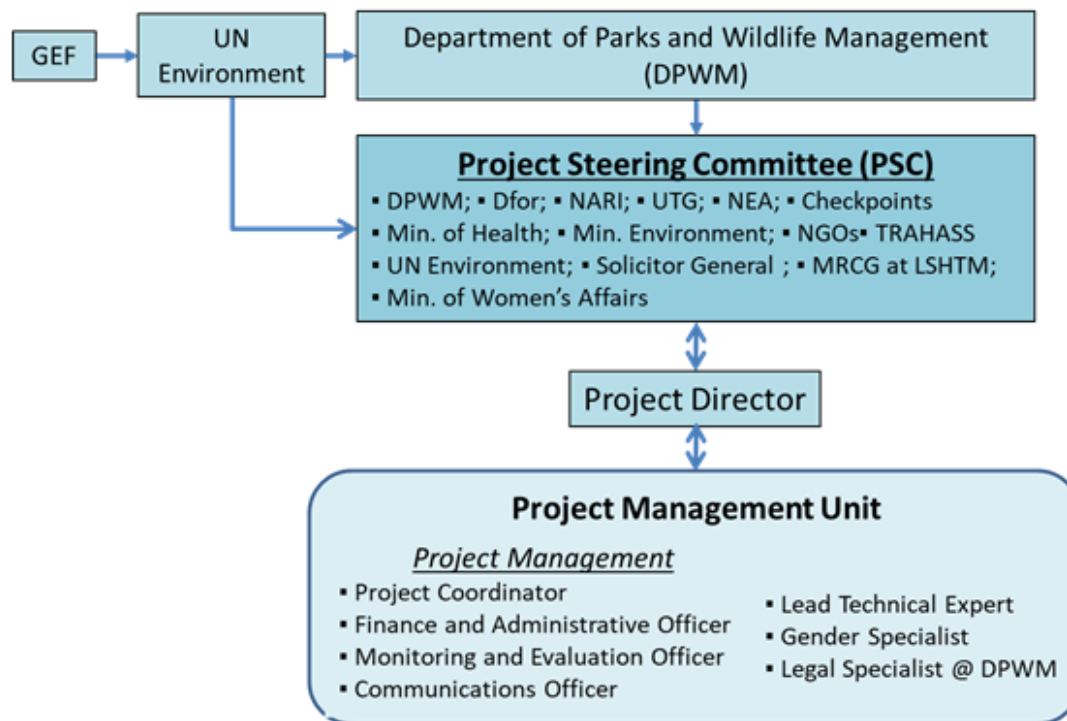 GEF
UN
Environment
Department of Parks and Wildlife Management
(DPWM)
Project Steering Committee (PSC)
▪ DPWM; ▪ Dfor; ▪ NARI; ▪ UTG; ▪ NEA; ▪ Checkpoints
▪ Min. of Health; ▪ Min. Environment; ▪ NGOs▪ TRAHASS
▪ UN Environment; ▪ Solicitor General ; ▪ MRCG at LSHTM;
▪ Min. of Women’s Affairs
Project Director
Project Management Unit
Project Management
▪ Project Coordinator
▪ Finance and Administrative Officer
▪ Monitoring and Evaluation Officer
▪ Communications Officer
▪ Lead Technical Expert
▪ Gender Specialist
▪ Legal Specialist @ DPWM